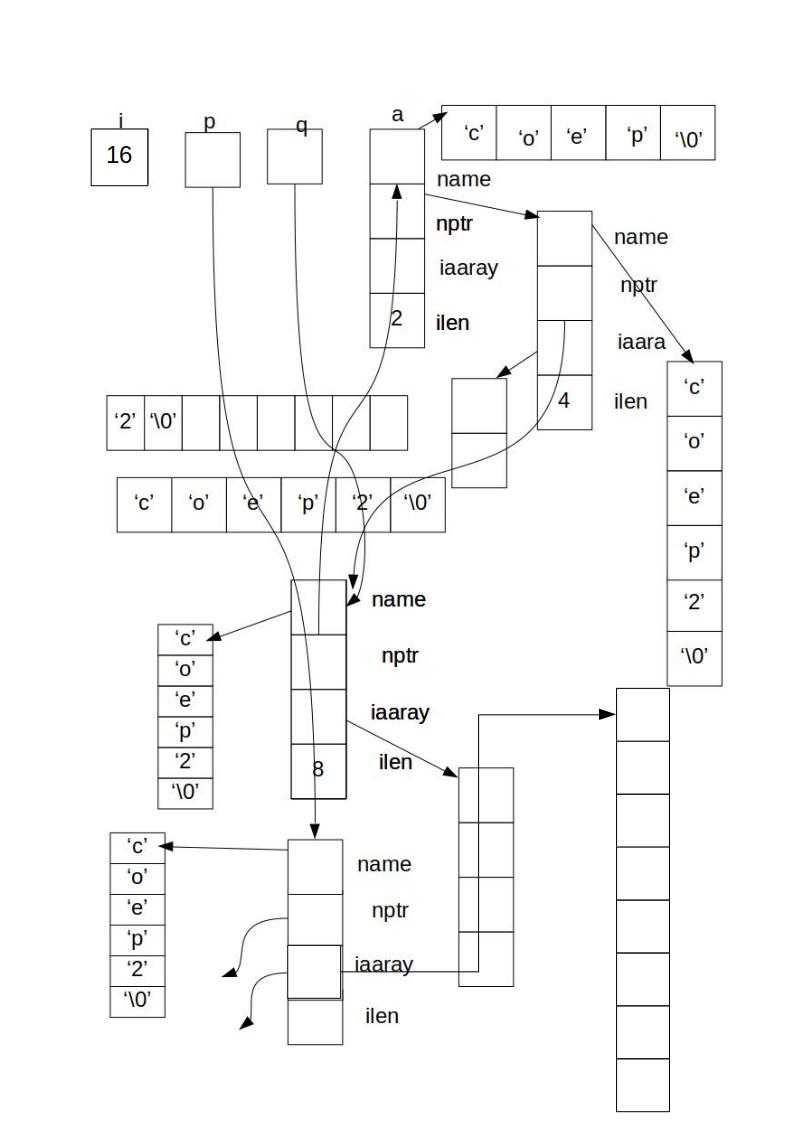 i p q a
16
‘c’ ‘o’ ‘e’ ‘p’ ‘\0’
name
nptr
iaaray
2 ilen
name
nptr
iaara
4 ilen
‘c’
‘o’
‘e’
‘p’
‘2’
‘\0’
‘2’ ‘\0’
‘c’ ‘o’ ‘e’ ‘p’ ‘2’ ‘\0’
name
nptr
iaaray
8 ilen
‘c’
‘o’
‘e’
‘p’
‘2’
‘\0’
name
nptr
iaaray
ilen
‘c’
‘o’
‘e’
‘p’
‘2’
‘\0’